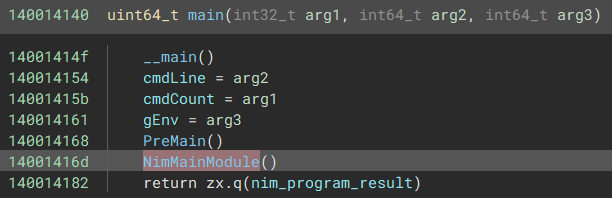 140014140 uint64_t main(int32_t arg1, int64_t arg2, int64_t arg3)
14001414f __main()
140014154 cmdLine = arg2
14001415b cmdCount = arg1
140014161 gEnv = arg3
140014168 PreMain()
14001416d NimMainModule()
140014182 return zx.q(nim_program_result)